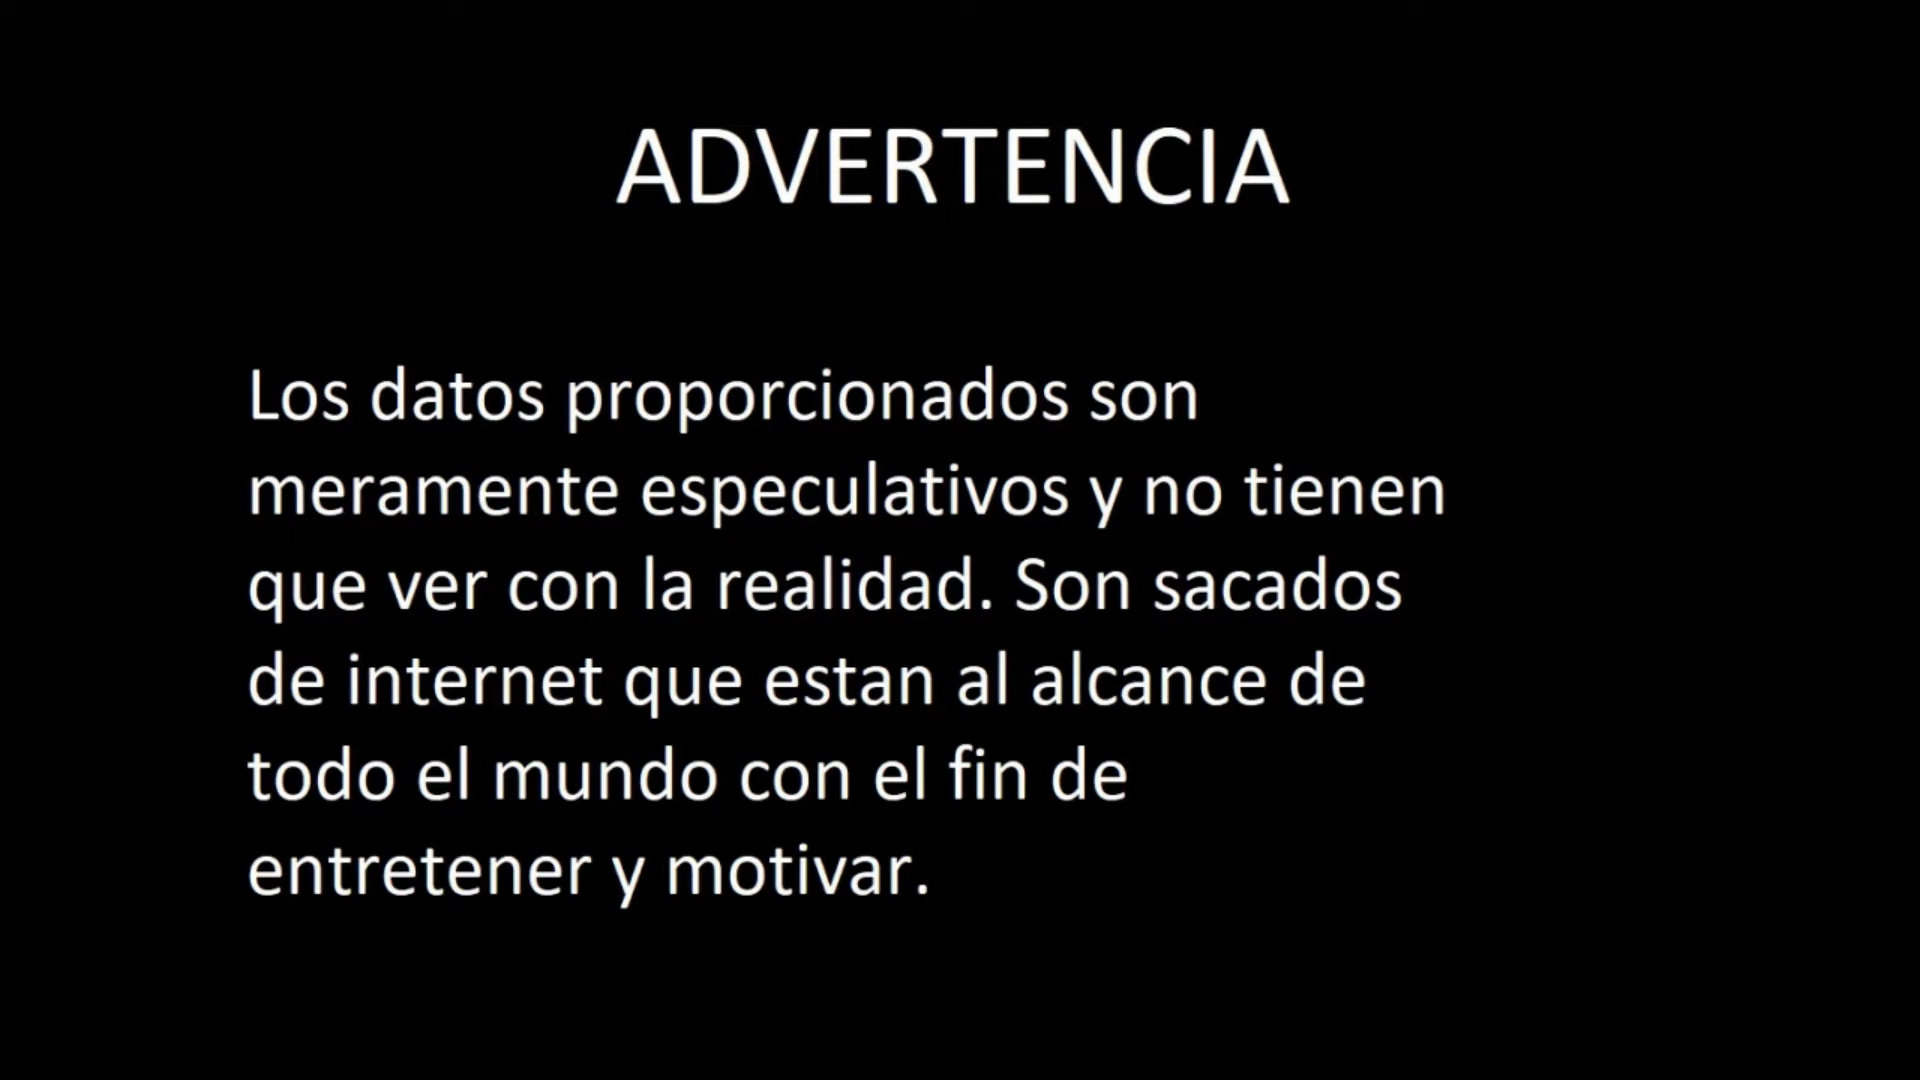 ADVERTENCIA
Los datos proporcionados son
meramente especulativos y no tienen
que ver con la realidad. Son sacados
de internet que estan al alcance de
todo el mundo con el fin de
entretener y motivar.